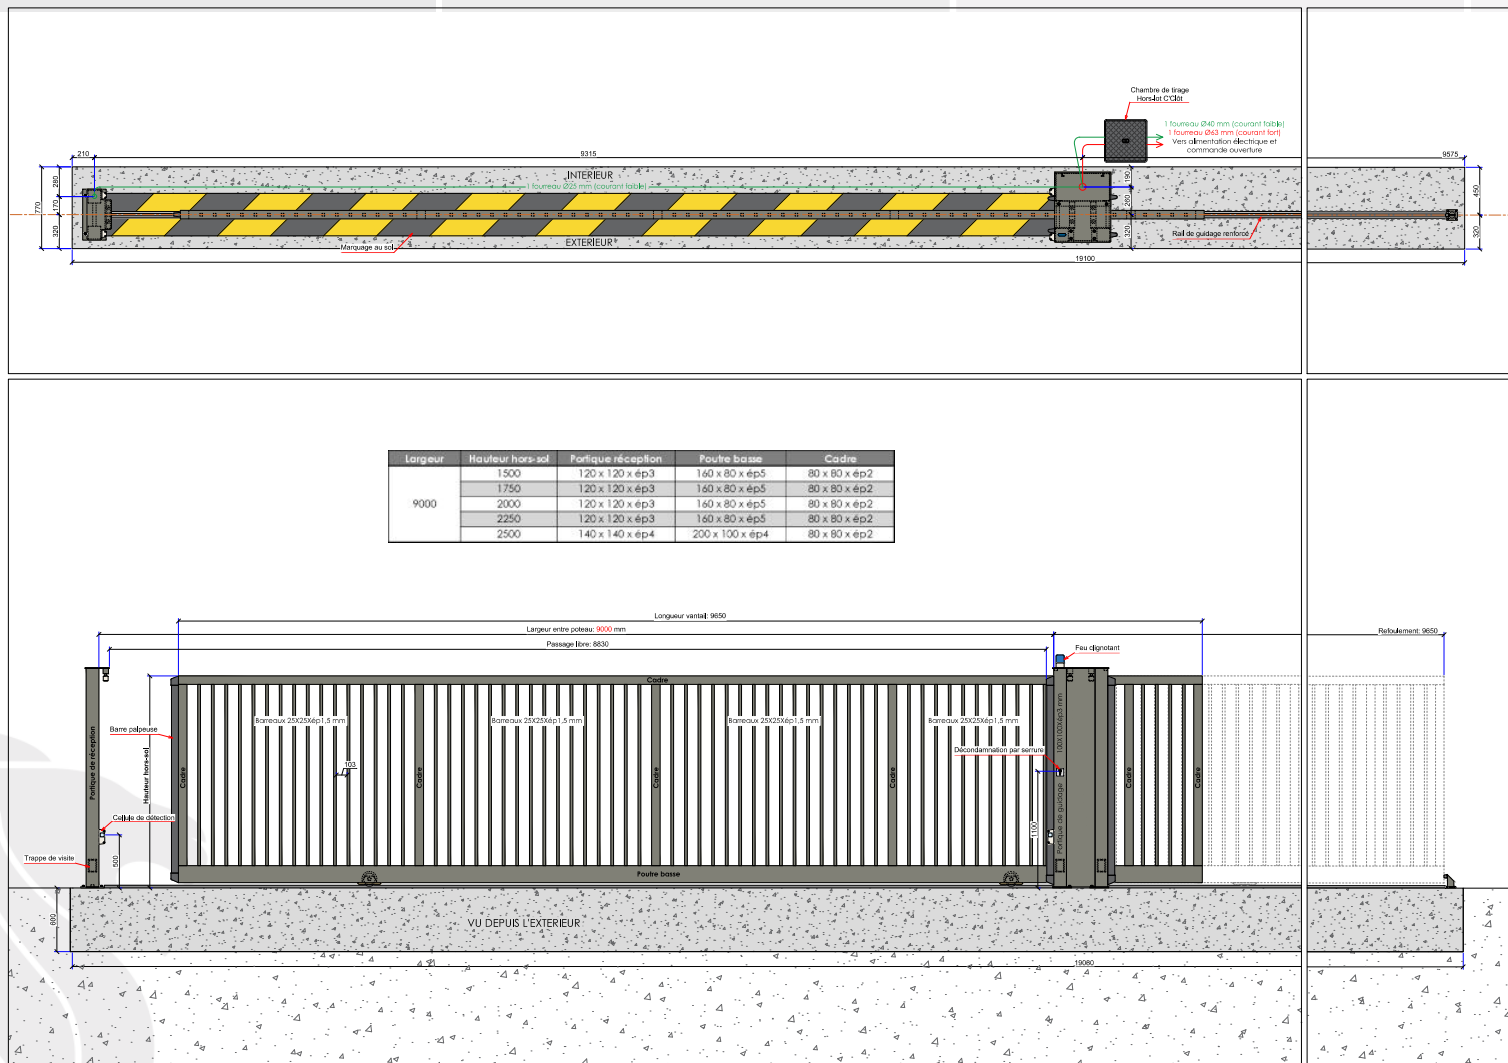 Chambre de tirage
Hors-lot C'Clôt
1 fourreau Ø40 mm (courant faible)
1 fourreau Ø63 mm (courant fort)
Vers alimentation électrique et
commande ouverture
210
9315
9575
INTERIEUR
1 fourreau Ø25 mm (courant faible)
280
190
450
770
170
260
320
320
320
EXTERIEUR
Marquage au sol
Rail de guidage renforcé
19100
Largeur Hauteur hors-sol Portique réception Poutre basse Cadre
9000
1500 120 x 120 x ép3 160 x 80 x ép5 80 x 80 x ép2
1750 120 x 120 x ép3 160 x 80 x ép5 80 x 80 x ép2
2000 120 x 120 x ép3 160 x 80 x ép5 80 x 80 x ép2
2250 120 x 120 x ép3 160 x 80 x ép5 80 x 80 x ép2
2500 140 x 140 x ép4 200 x 100 x ép4 80 x 80 x ép2
Longueur vantail: 9650
Largeur entre poteau: 9000 mm
Refoulement: 9650
Passage libre: 8830
Feu clignotant
Cadre
Barreaux 25X25Xép1,5 mm
Barreaux 25X25Xép1,5 mm
Barreaux 25X25Xép1,5 mm
Barreaux 25X25Xép1,5 mm
Barre palpeuse
Portique de réception
Hauteur hors-sol
103
Décondamnation par serrure
Portique de guidage 100X100Xép3 mm
Cadre
Cadre
Cadre
Cadre
Cadre
Cadre
Cellule de détection
1100
Trappe de visite
500
Poutre basse
600
VU DEPUIS L'EXTERIEUR
19080